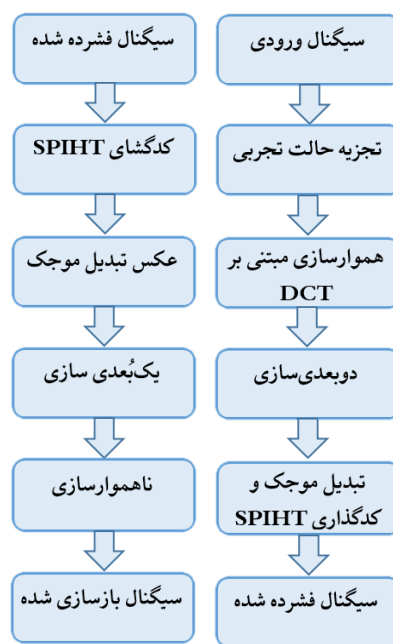 سیگنال ورودی
تجزیه حالت تجربی
هموارسازی مبتنی بر
DCT
دوبعدی‌سازی
تبدیل موجک و
کدگذاری SPIHT
سیگنال فشرده شده
سیگنال فشرده شده
کدگشای SPIHT
عکس تبدیل موجک
یک‌بُعدی سازی
ناهموارسازی
سیگنال بازسازی شده